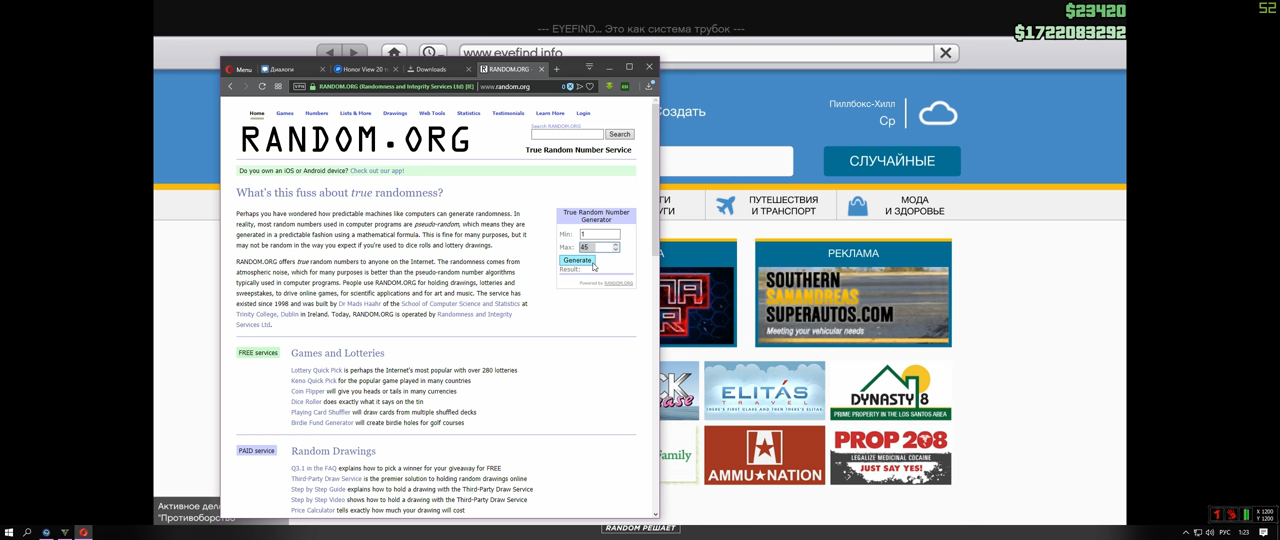 $23420
52
$1722083292
--- EYEFIND... Это как система трубок ---
www.eyefind.info
Menu
Диалоги
Honor View 20
Downloads
RANDOM.ORG
VPN
RANDOM.ORG (Randomness and Integrity Services Ltd) [IE]
www.random.org
0
Home
Games
Numbers
Lists & More
Drawings
Web Tools
Statistics
Testimonials
Learn More
Login
RANDOM.ORG
Search RANDOM.ORG
Search
True Random Number Service
Do you own an iOS or Android device? Check out our app!
What's this fuss about true randomness?
Perhaps you have wondered how predictable machines like computers can generate randomness. In
reality, most random numbers used in computer programs are pseudo-random, which means they are
generated in a predictable fashion using a mathematical formula. This is fine for many purposes, but it
may not be random in the way you expect if you're used to dice rolls and lottery drawings.
RANDOM.ORG offers true random numbers to anyone on the Internet. The randomness comes from
atmospheric noise, which for many purposes is better than the pseudo-random number algorithms
typically used in computer programs. People use RANDOM.ORG for holding drawings, lotteries and
sweepstakes, to drive online games, for scientific applications and for art and music. The service has
existed since 1998 and was built by Dr Mads Haahr of the School of Computer Science and Statistics at
Trinity College, Dublin in Ireland. Today, RANDOM.ORG is operated by Randomness and Integrity
Services Ltd.
True Random Number
Generator
Min: 1
Max: 45
Generate
Result:
Powered by RANDOM.ORG
FREE services
Games and Lotteries
Lottery Quick Pick is perhaps the Internet's most popular with over 280 lotteries
Keno Quick Pick for the popular game played in many countries
Coin Flipper will give you heads or tails in many currencies
Dice Roller does exactly what it says on the tin
Playing Card Shuffler will draw cards from multiple shuffled decks
Birdie Fund Generator will create birdie holes for golf courses
PAID service
Random Drawings
Q3.1 in the FAQ explains how to pick a winner for your giveaway for FREE
Third-Party Draw Service is the premier solution to holding random drawings online
Step by Step Guide explains how to hold a drawing with the Third-Party Draw Service
Step by Step Video shows how to hold a drawing with the Third-Party Draw Service
Price Calculator tells exactly how much your drawing will cost
Создать
Пиллбокс-Хилл
Ср
СЛУЧАЙНЫЕ
ПУТЕШЕСТВИЯ
И ТРАНСПОРТ
МОДА
И ЗДОРОВЬЕ
РЕКЛАМА
SOUTHERN
SANANDREAS
SUPERAUTOS.COM
Meeting your vehicular needs
ELITÁS
TRAVEL
THERE'S FIRST CLASS AND THEN THERE'S ELITAS
DYNASTY 8
PRIME PROPERTY IN THE LOS SANTOS AREA
Family
AMMU★NATION
PROP 208
LEGALIZE MEDICINAL COCAINE
JUST SAY YES!
Активное
"Противоборство"
RANDOM РЕШАЕТ
X 1200
Y 1200
РУС
1:23